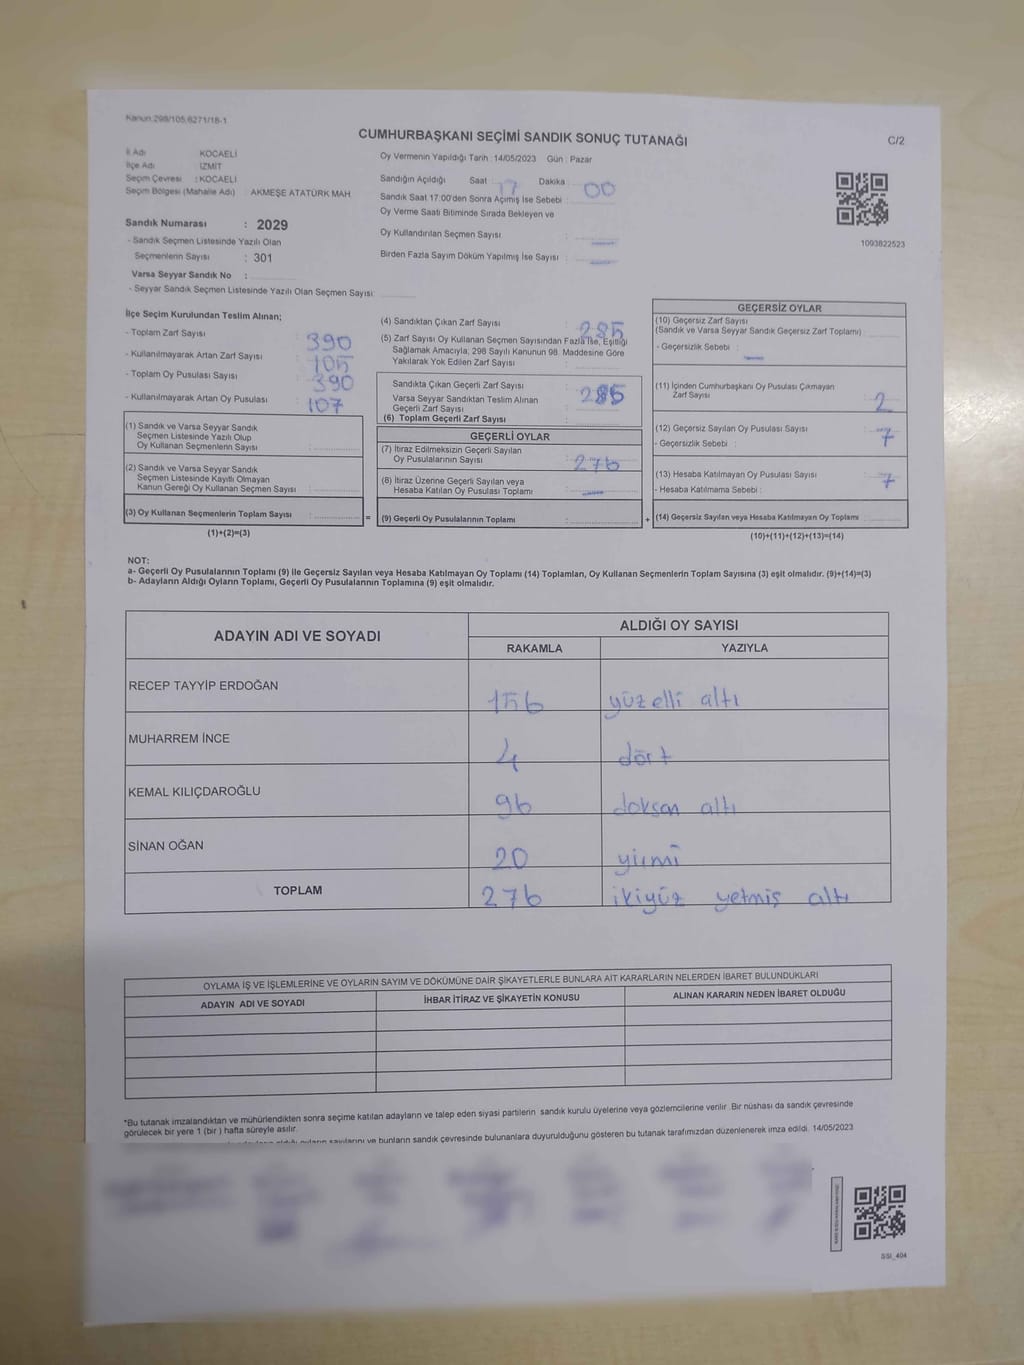 Kanun:298/105,6271/18-1
CUMHURBAŞKANI SEÇİMİ SANDIK SONUÇ TUTANAĞI
C/2
İl Adı KOCAELİ
İlçe Adı İZMİT
Seçim Çevresi : KOCAELİ
Seçim Bölgesi (Mahalle Adı) : AKMEŞE ATATÜRK MAH.
Sandık Numarası : 2029
- Sandık Seçmen Listesinde Yazılı Olan
Seçmenlerin Sayısı : 301
Varsa Seyyar Sandık No :
- Seyyar Sandık Seçmen Listesinde Yazılı Olan Seçmen Sayısı:
Oy Vermenin Yapıldığı Tarih : 14/05/2023 Gün : Pazar
Sandığın Açıldığı Saat : 17 Dakika : 00
Sandık Saat 17:00'den Sonra Açılmış İse Sebebi :
Oy Verme Saati Bitiminde Sırada Bekleyen ve
Oy Kullandırılan Seçmen Sayısı : —
Birden Fazla Sayım Döküm Yapılmış İse Sayısı : —
1093822523
İlçe Seçim Kurulundan Teslim Alınan;
- Toplam Zarf Sayısı : 390
- Kullanılmayarak Artan Zarf Sayısı : 105
- Toplam Oy Pusulası Sayısı : 390
- Kullanılmayarak Artan Oy Pusulası : 107
(1) Sandık ve Varsa Seyyar Sandık
Seçmen Listesinde Yazılı Olup
Oy Kullanan Seçmenlerin Sayısı :
(2) Sandık ve Varsa Seyyar Sandık
Seçmen Listesinde Kayıtlı Olmayan
Kanun Gereği Oy Kullanan Seçmen Sayısı :
(3) Oy Kullanan Seçmenlerin Toplam Sayısı :
(1)+(2)=(3)
=
(4) Sandıktan Çıkan Zarf Sayısı : 285
(5) Zarf Sayısı Oy Kullanan Seçmen Sayısından Fazla İse, Eşitliği
Sağlamak Amacıyla, 298 Sayılı Kanunun 98. Maddesine Göre
Yakılarak Yok Edilen Zarf Sayısı :
Sandıkta Çıkan Geçerli Zarf Sayısı : 285
Varsa Seyyar Sandıktan Teslim Alınan
Geçerli Zarf Sayısı :
(6) Toplam Geçerli Zarf Sayısı :
GEÇERLİ OYLAR
(7) İtiraz Edilmeksizin Geçerli Sayılan
Oy Pusulalarının Sayısı : 276
(8) İtiraz Üzerine Geçerli Sayılan veya
Hesaba Katılan Oy Pusulası Toplamı : —
(9) Geçerli Oy Pusulalarının Toplamı :
+
GEÇERSİZ OYLAR
(10) Geçersiz Zarf Sayısı
(Sandık ve Varsa Seyyar Sandık Geçersiz Zarf Toplamı) :
- Geçersizlik Sebebi : —
(11) İçinden Cumhurbaşkanı Oy Pusulası Çıkmayan
Zarf Sayısı : 2
(12) Geçersiz Sayılan Oy Pusulası Sayısı : 7
- Geçersizlik Sebebi :
(13) Hesaba Katılmayan Oy Pusulası Sayısı : 7
- Hesaba Katılmama Sebebi :
(14) Geçersiz Sayılan veya Hesaba Katılmayan Oy Toplamı :
(10)+(11)+(12)+(13)=(14)
NOT:
a- Geçerli Oy Pusulalarının Toplamı (9) ile Geçersiz Sayılan veya Hesaba Katılmayan Oy Toplamı (14) Toplamları, Oy Kullanan Seçmenlerin Toplam Sayısına (3) eşit olmalıdır. (9)+(14)=(3)
b- Adayların Aldığı Oyların Toplamı, Geçerli Oy Pusulalarının Toplamına (9) eşit olmalıdır.
ADAYIN ADI VE SOYADI ALDIĞI OY SAYISI
RAKAMLA YAZIYLA
RECEP TAYYİP ERDOĞAN 156 yüzelli altı
MUHARREM İNCE 4 dört
KEMAL KILIÇDAROĞLU 96 doksan altı
SİNAN OĞAN 20 yirmi
TOPLAM 276 ikiyüz yetmiş altı
OYLAMA İŞ VE İŞLEMLERİNE VE OYLARIN SAYIM VE DÖKÜMÜNE DAİR ŞİKAYETLERLE BUNLARA AİT KARARLARIN NELERDEN İBARET BULUNDUKLARI
ADAYIN ADI VE SOYADI İHBAR İTİRAZ VE ŞİKAYETİN KONUSU ALINAN KARARIN NEDEN İBARET OLDUĞU
*Bu tutanak imzalandıktan ve mühürlendikten sonra seçime katılan adayların ve talep eden siyasi partilerin sandık kurulu üyelerine veya gözlemcilerine verilir. Bir nüshası da sandık çevresinde
görülecek bir yere 1 (bir ) hafta süreyle asılır.
oyların sayılarını ve bunların sandık çevresinde bulunanlara duyurulduğunu gösteren bu tutanak tarafımızdan düzenlenerek imza edildi. 14/05/2023
SSI_404